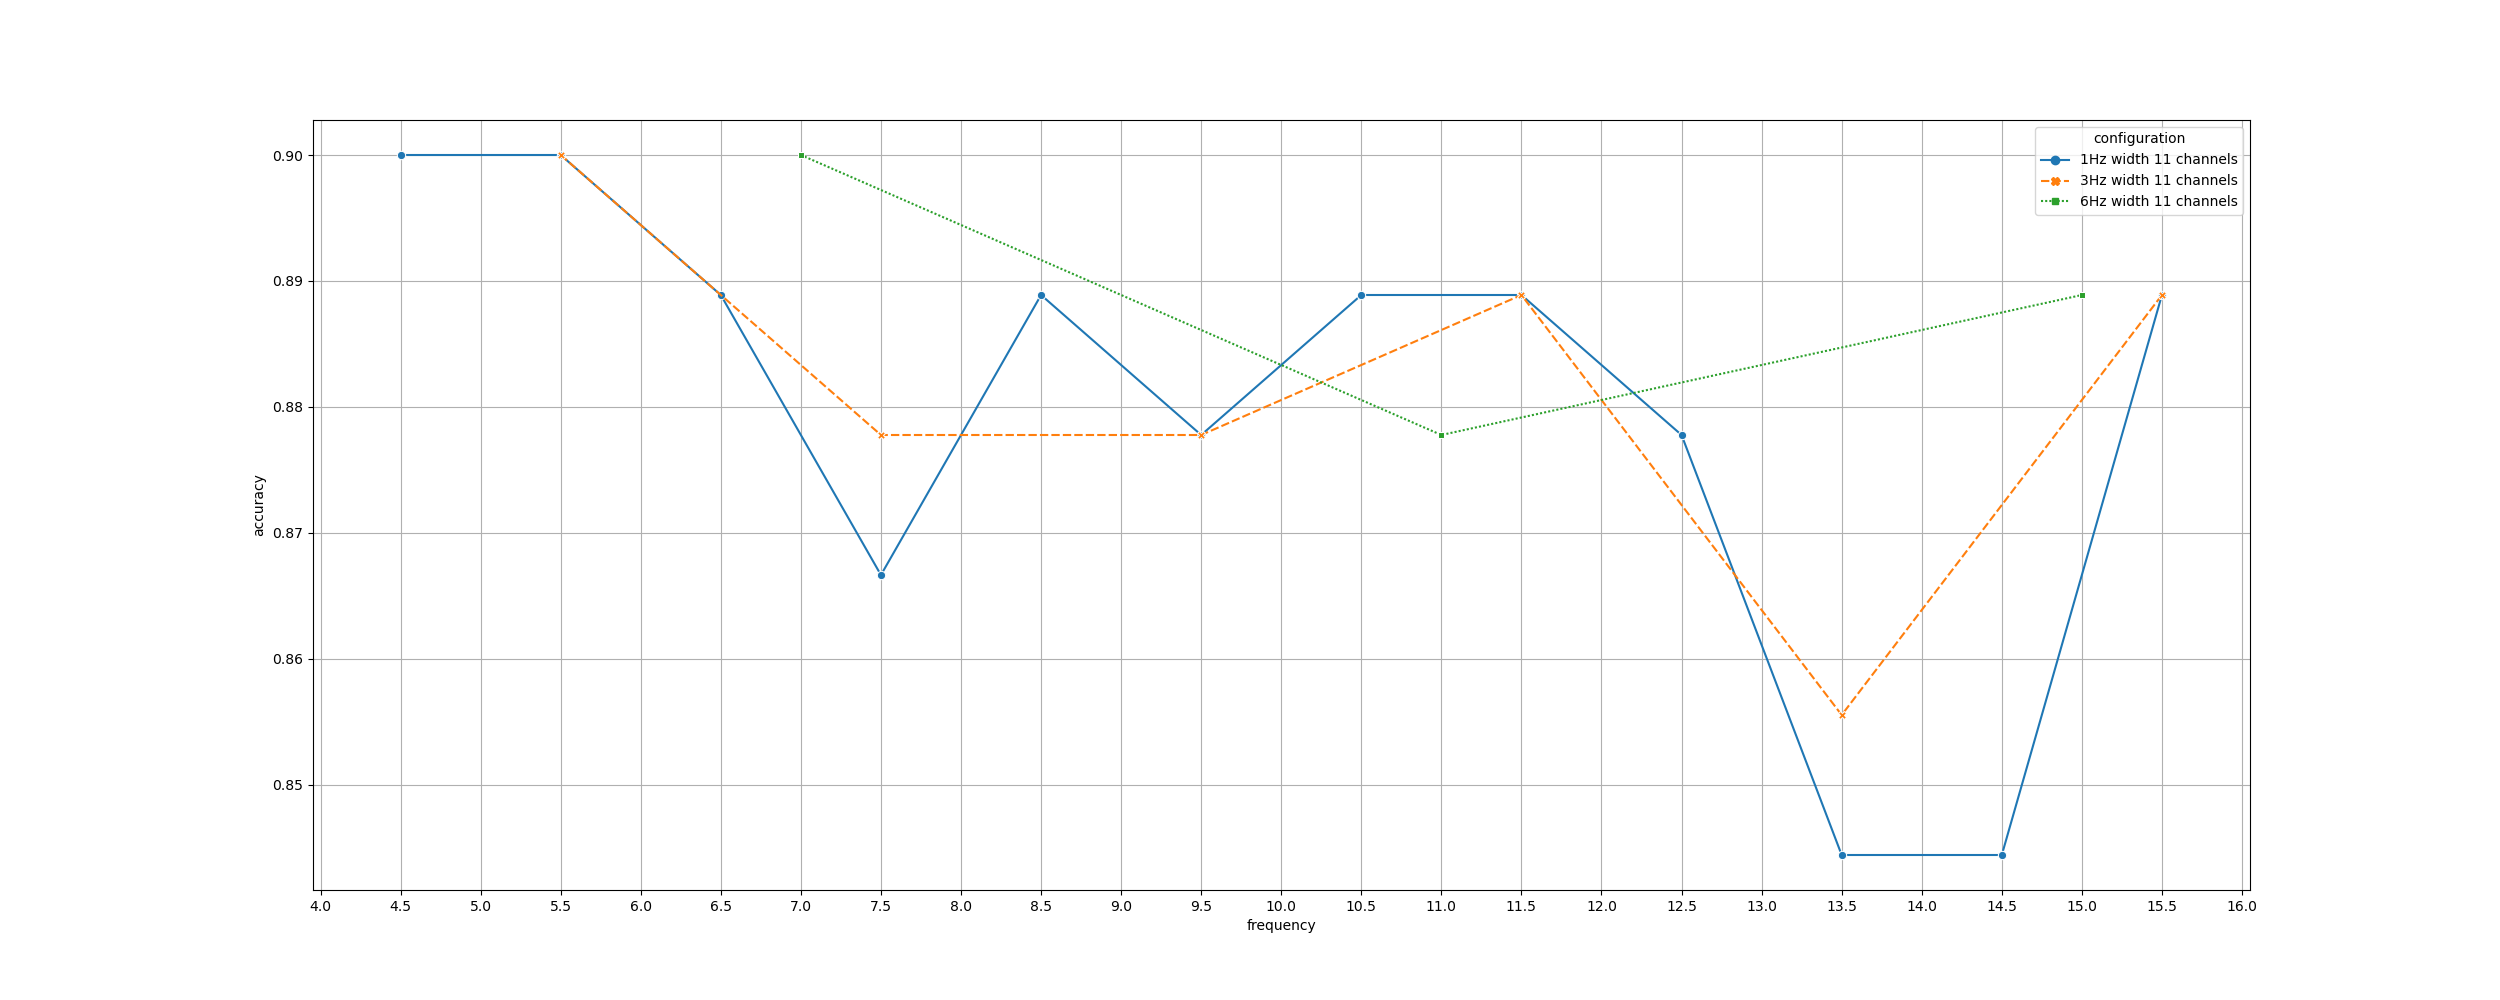 configuration
1Hz width 11 channels
3Hz width 11 channels
6Hz width 11 channels
0.90
0.89
0.88
0.87
0.86
0.85
accuracy
4.0 4.5 5.0 5.5 6.0 6.5 7.0 7.5 8.0 8.5 9.0 9.5 10.0 10.5 11.0 11.5 12.0 12.5 13.0 13.5 14.0 14.5 15.0 15.5 16.0
frequency